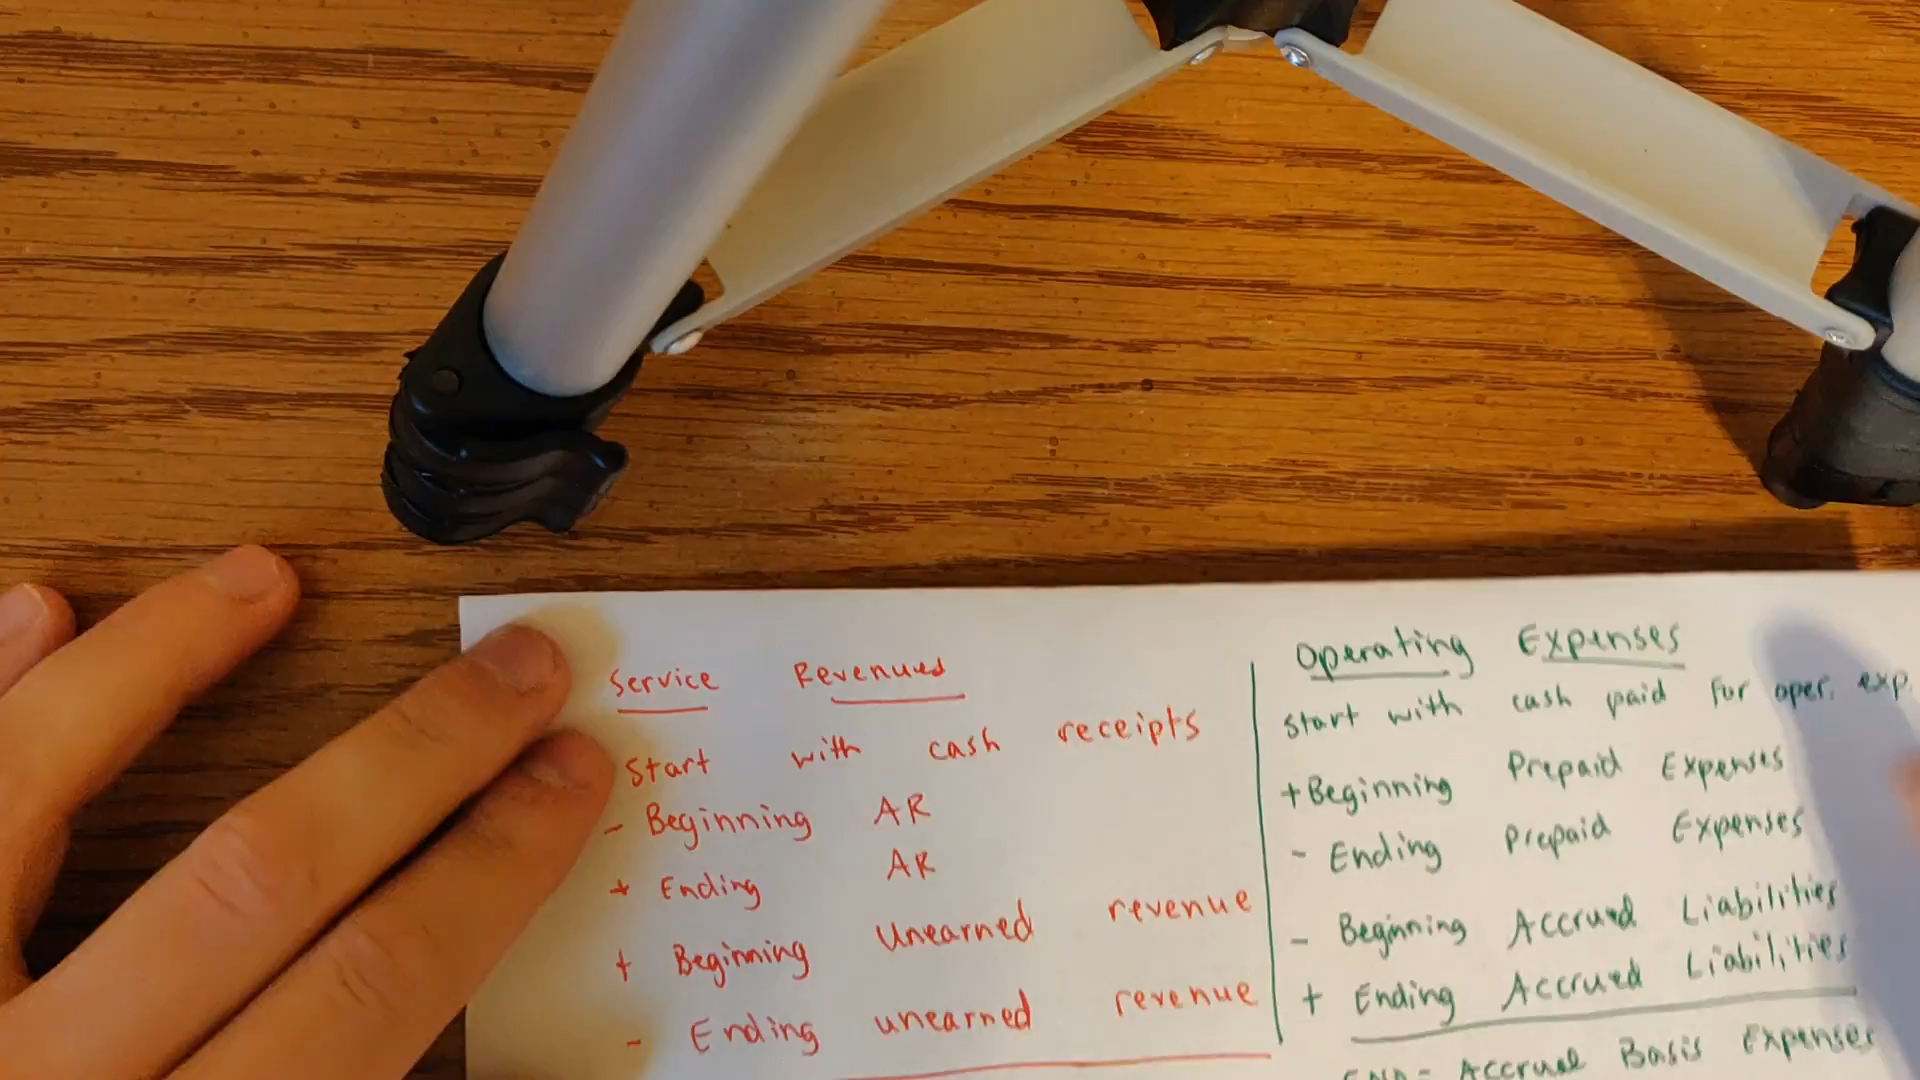 Service Revenues
Start with cash receipts
- Beginning AR
+ Ending AR
+ Beginning Unearned revenue
- Ending unearned revenue
Operating Expenses
Start with cash paid for oper. exp.
+ Beginning Prepaid Expenses
- Ending Prepaid Expenses
- Beginning Accrued Liabilities
+ Ending Accrued Liabilities
END = Accrual Basis Expenses